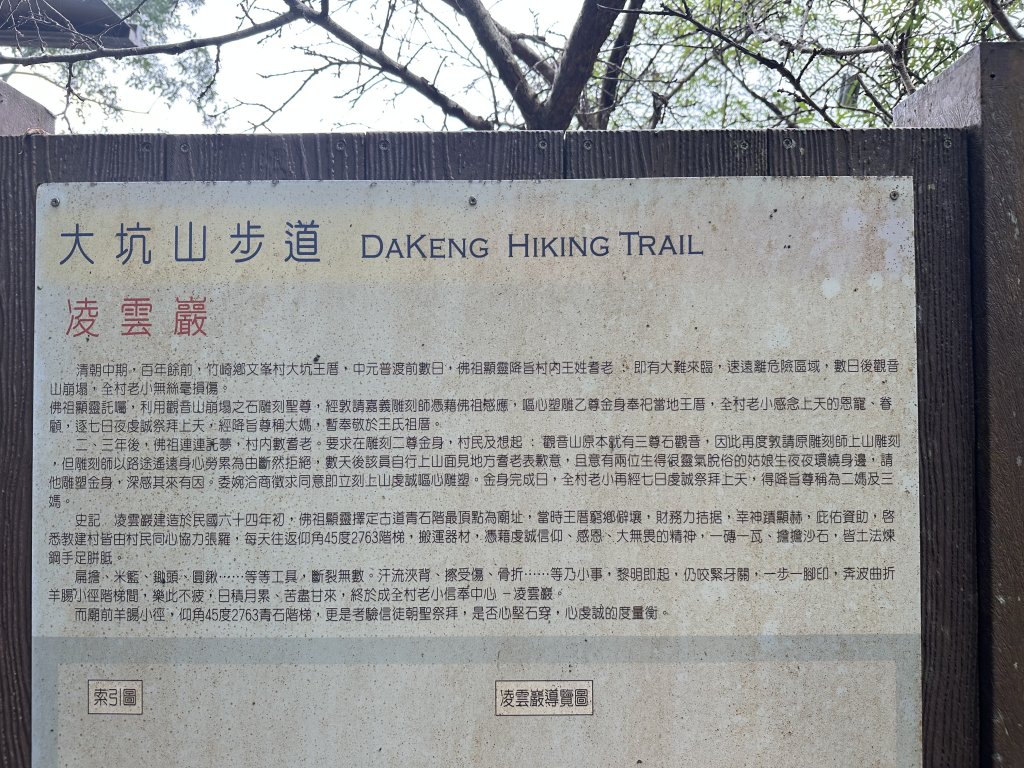 大坑山步道 DAKENG HIKING TRAIL
凌雲巖
清朝中期，百年餘前，竹崎鄉文峯村大坑王厝，中元普渡前數日，佛祖顯靈降旨村內王姓耆老：即有大難來臨，速遠離危險區域，數日後觀音
山崩塌，全村老小無絲毫損傷。
佛祖顯靈託囑，利用觀音山崩塌之石雕刻聖尊，經敦請嘉義雕刻師憑藉佛祖感應，嘔心塑雕乙尊金身奉祀當地王厝，全村老小感念上天的恩寵、眷
顧，逐七日夜虔誠祭拜上天，經降旨尊稱大媽，暫奉敬於王氏祖厝。
二、三年後，佛祖連連託夢，村內數耆老。要求在雕刻二尊金身，村民及想起：觀音山原本就有三尊石觀音，因此再度敦請原雕刻師上山雕刻
，但雕刻師以路途遙遠身心勞累為由斷然拒絕，數天後該員自行上山面見地方耆老表歉意，且意有兩位生得很靈氣脫俗的姑娘生夜夜環繞身邊，請
他雕塑金身，深感其來有因。委婉洽商徵求同意即立刻上山虔誠嘔心雕塑。金身完成日，全村老小再經七日虔誠祭拜上天，得降旨尊稱為二媽及三
媽。
史記 凌雲巖建造於民國六十四年初，佛祖顯靈擇定古道青石階最頂點為廟址，當時王厝窮鄉僻壤，財務力拮据，幸神蹟顯赫，庇佑資助，啓
悉教建村皆由村民同心協力張羅，每天往返仰角45度2763階梯，搬運器材，憑藉虔誠信仰、感恩、大無畏的精神，一磚一瓦、擔擔沙石，皆土法煉
鋼手足胼胝。
扁擔、米籃、鋤頭、圓鍬……等等工具，斷裂無數。汗流浹背、擦受傷、骨折……等乃小事，黎明即起，仍咬緊牙關，一步一腳印，奔波曲折
羊腸小徑階梯間，樂此不疲，日積月累、苦盡甘來，終於成全村老小信奉中心－凌雲巖。
而廟前羊腸小徑，仰角45度2763青石階梯，更是考驗信徒朝聖祭拜，是否心堅石穿，心虔誠的度量衡。
索引圖
凌雲巖導覽圖